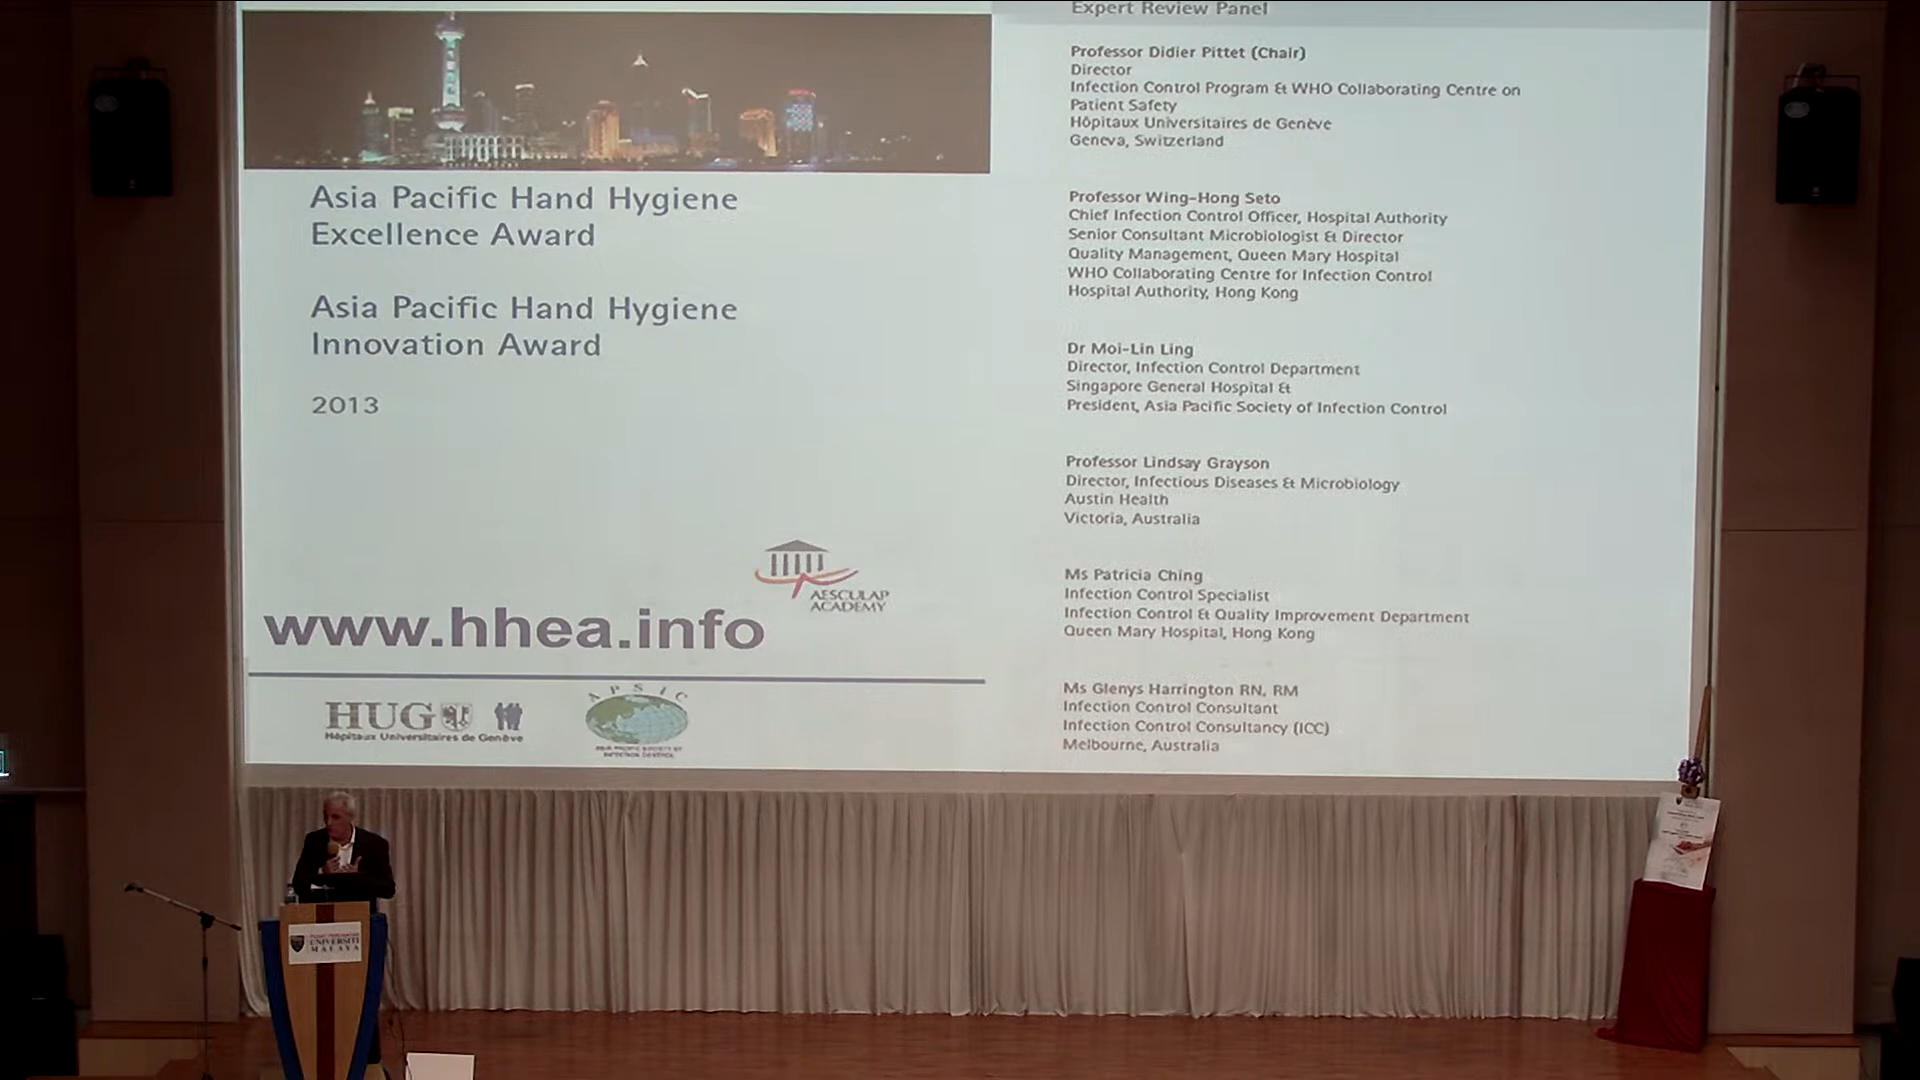 Asia Pacific Hand Hygiene
Excellence Award
Asia Pacific Hand Hygiene
Innovation Award
2013
AESCULAP
ACADEMY
www.hhea.info
HUG
Hôpitaux Universitaires de Genève
APSIC
ASIA PACIFIC SOCIETY OF
INFECTION CONTROL
Expert Review Panel
Professor Didier Pittet (Chair)
Director
Infection Control Program & WHO Collaborating Centre on
Patient Safety
Hôpitaux Universitaires de Genève
Geneva, Switzerland
Professor Wing-Hong Seto
Chief Infection Control Officer, Hospital Authority
Senior Consultant Microbiologist & Director
Quality Management, Queen Mary Hospital
WHO Collaborating Centre for Infection Control
Hospital Authority, Hong Kong
Dr Moi-Lin Ling
Director, Infection Control Department
Singapore General Hospital &
President, Asia Pacific Society of Infection Control
Professor Lindsay Grayson
Director, Infectious Diseases & Microbiology
Austin Health
Victoria, Australia
Ms Patricia Ching
Infection Control Specialist
Infection Control & Quality Improvement Department
Queen Mary Hospital, Hong Kong
Ms Glenys Harrington RN, RM
Infection Control Consultant
Infection Control Consultancy (ICC)
Melbourne, Australia
UNIVERSITI
MALAYA